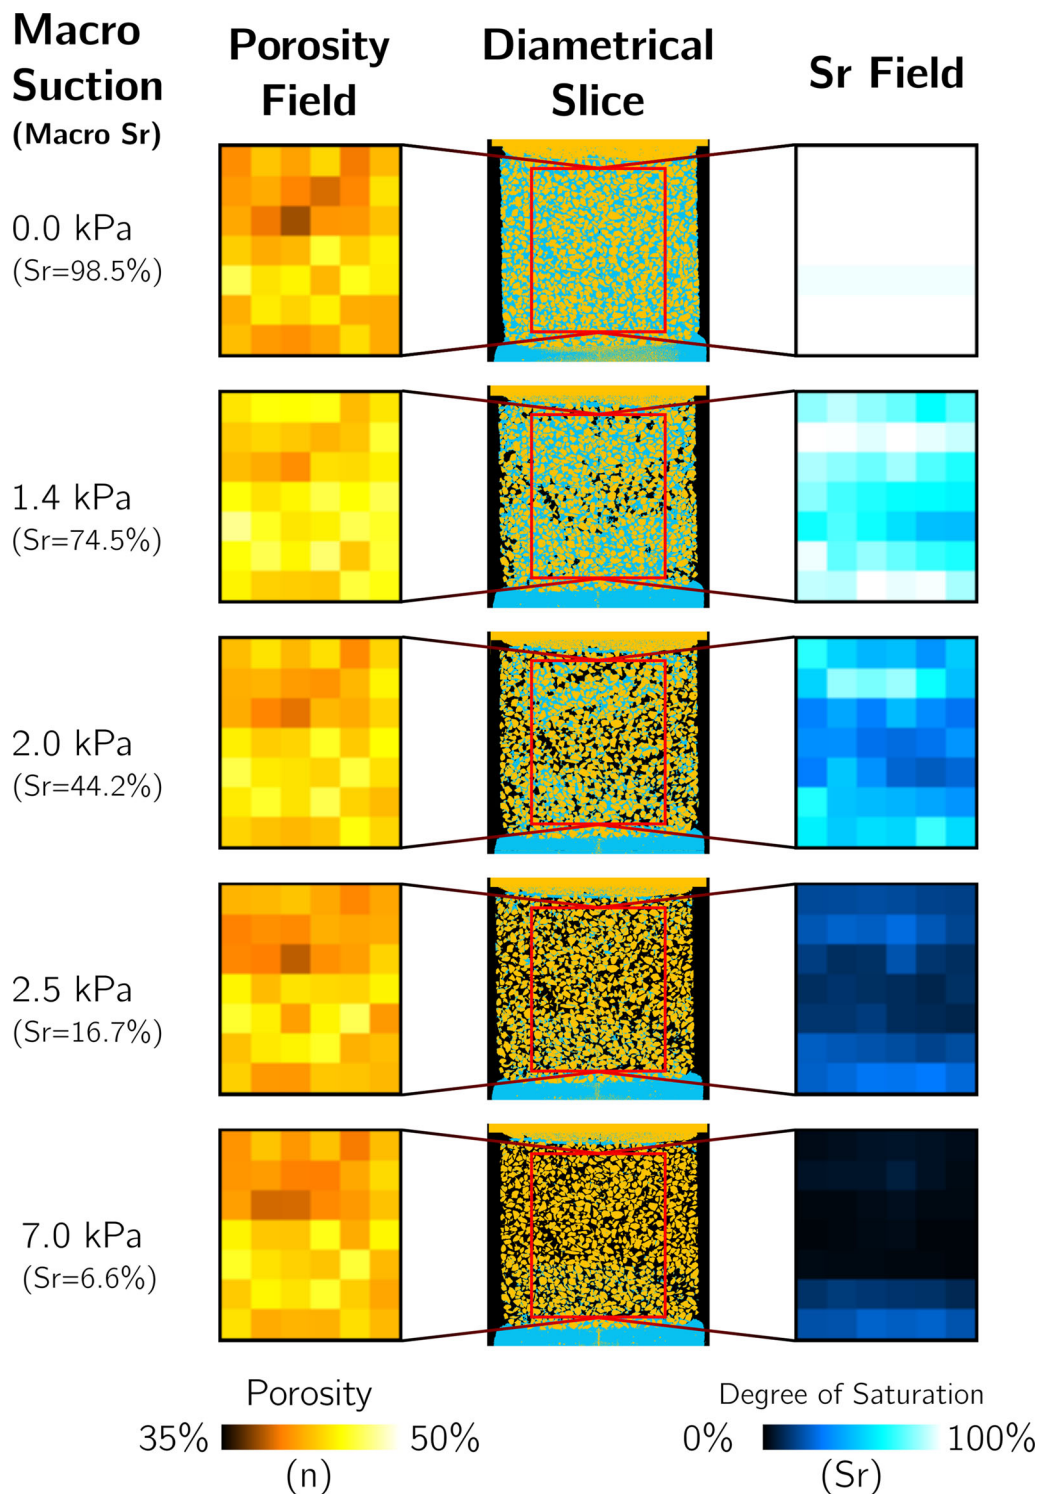 Macro
Suction
(Macro Sr)
Porosity
Field
Diametrical
Slice
Sr Field
0.0 kPa
(Sr=98.5%)
1.4 kPa
(Sr=74.5%)
2.0 kPa
(Sr=44.2%)
2.5 kPa
(Sr=16.7%)
7.0 kPa
(Sr=6.6%)
Porosity
35%
50%
(n)
Degree of Saturation
0%
100%
(Sr)